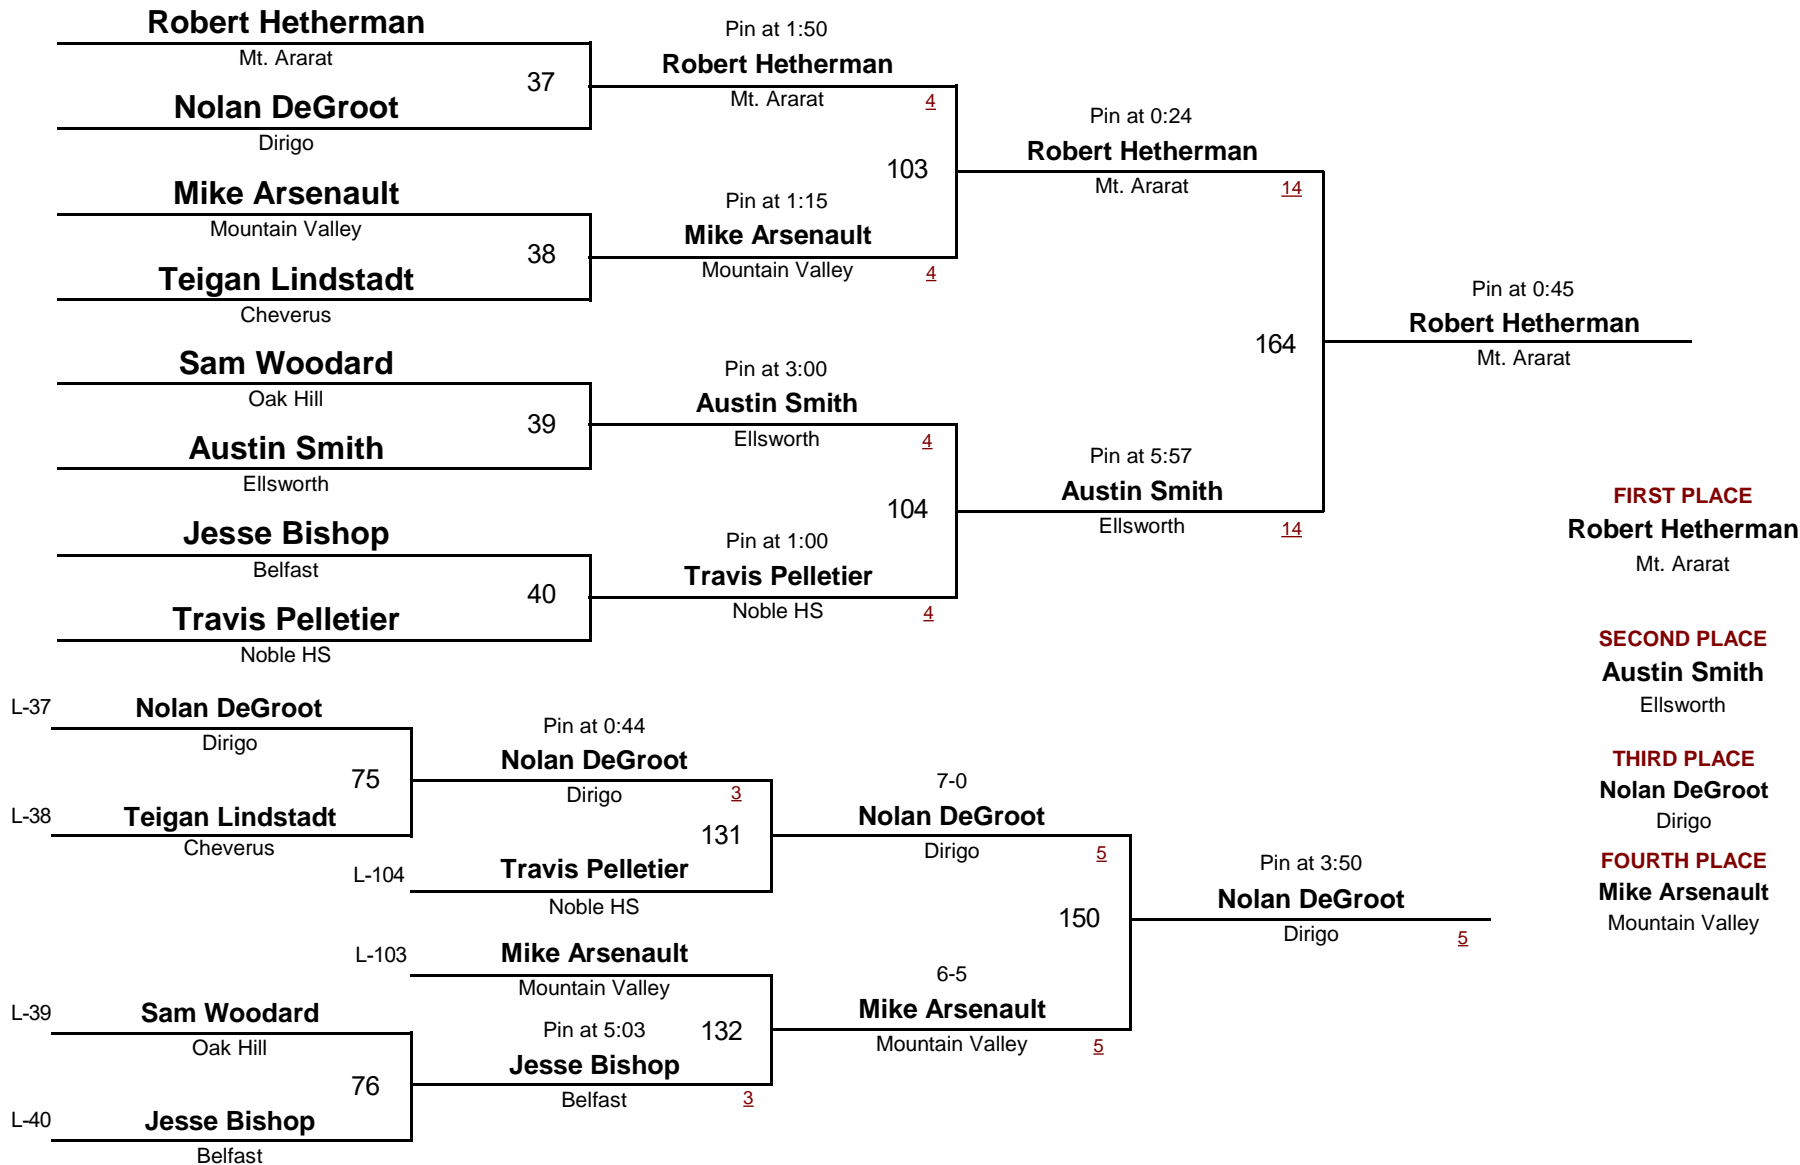 Robert Hetherman
Mt. Ararat
37
Nolan DeGroot
Dirigo
Mike Arsenault
Mountain Valley
38
Teigan Lindstadt
Cheverus
Sam Woodard
Oak Hill
39
Austin Smith
Ellsworth
Jesse Bishop
Belfast
40
Travis Pelletier
Noble HS
Pin at 1:50
Robert Hetherman
Mt. Ararat
4
103
Pin at 1:15
Mike Arsenault
Mountain Valley
4
Pin at 3:00
Austin Smith
Ellsworth
4
104
Pin at 1:00
Travis Pelletier
Noble HS
4
Pin at 0:24
Robert Hetherman
Mt. Ararat
14
164
Pin at 5:57
Austin Smith
Ellsworth
14
Pin at 0:45
Robert Hetherman
Mt. Ararat
FIRST PLACE
Robert Hetherman
Mt. Ararat
SECOND PLACE
Austin Smith
Ellsworth
THIRD PLACE
Nolan DeGroot
Dirigo
FOURTH PLACE
Mike Arsenault
Mountain Valley
L-37
Nolan DeGroot
Dirigo
75
L-38
Teigan Lindstadt
Cheverus
Pin at 0:44
Nolan DeGroot
Dirigo
3
131
L-104
Travis Pelletier
Noble HS
L-103
Mike Arsenault
Mountain Valley
132
L-39
Sam Woodard
Oak Hill
76
L-40
Jesse Bishop
Belfast
Pin at 5:03
Jesse Bishop
Belfast
3
7-0
Nolan DeGroot
Dirigo
5
150
6-5
Mike Arsenault
Mountain Valley
5
Pin at 3:50
Nolan DeGroot
Dirigo
5